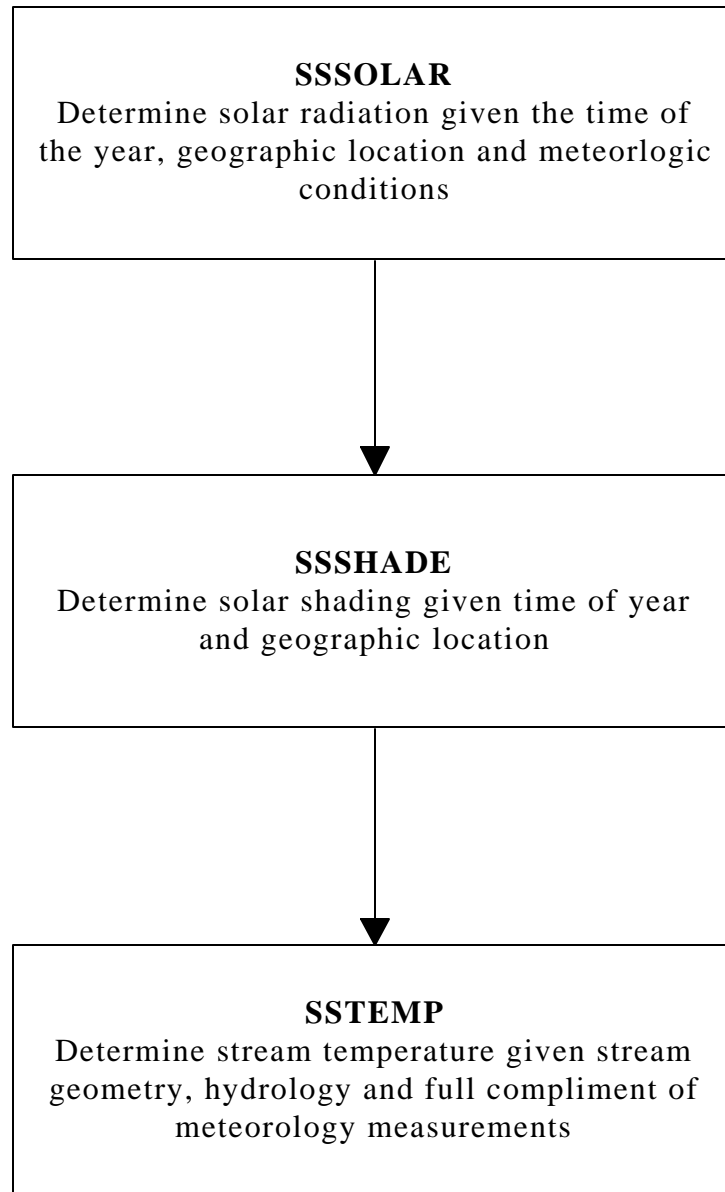 SSSOLAR
Determine solar radiation given the time of
the year, geographic location and meteorlogic
conditions
SSSHADE
Determine solar shading given time of year
and geographic location
SSTEMP
Determine stream temperature given stream
geometry, hydrology and full compliment of
meteorology measurements